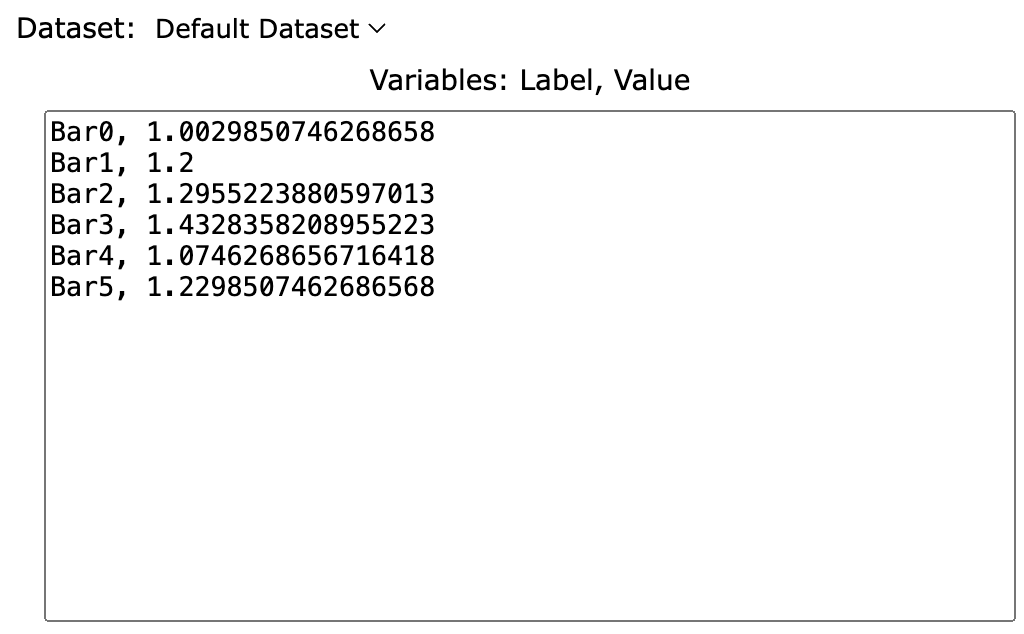 Dataset: Default Dataset
Variables: Label, Value
Bar0, 1.0029850746268658
Bar1, 1.2
Bar2, 1.2955223880597013
Bar3, 1.4328358208955223
Bar4, 1.0746268656716418
Bar5, 1.2298507462686568